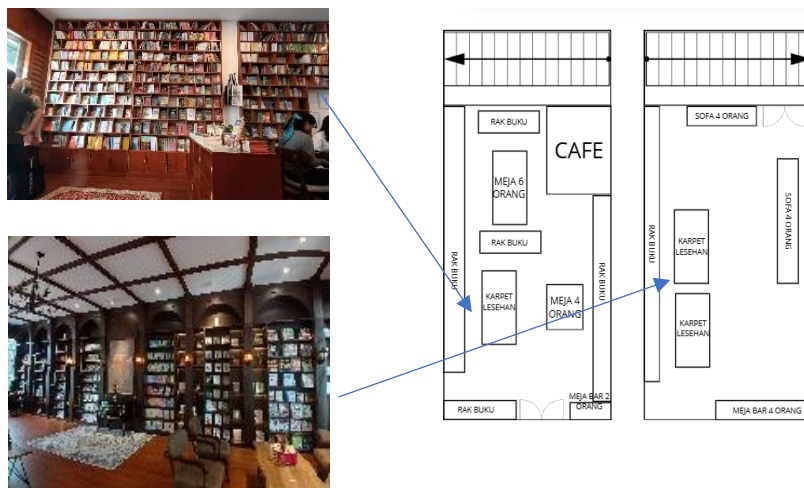 RAK BUKU
CAFE
MEJA 6
ORANG
RAK BUKU
RAK BUKU
KARPET
LESEHAN
MEJA 4
ORANG
RAK BUKU
RAK BUKU
MEJA BAR 2
ORANG
SOFA 4 ORANG
SOFA 4 ORANG
RAK BUKU
KARPET
LESEHAN
KARPET
LESEHAN
MEJA BAR 4 ORANG